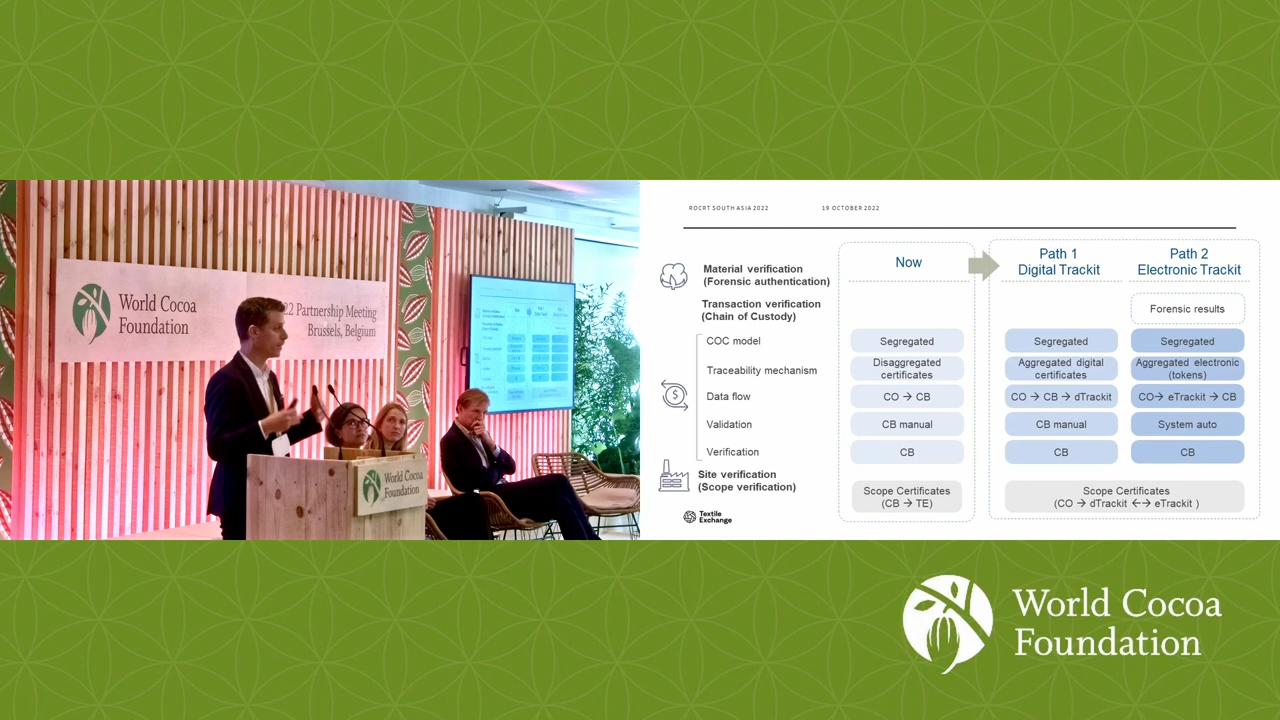 World Cocoa
Foundation
22 Partnership Meeting
Brussels, Belgium
World Cocoa
Foundation
ROCRT SOUTH ASIA 2022
19 OCTOBER 2022
Now
Path 1
Digital Trackit
Path 2
Electronic Trackit
Material verification
(Forensic authentication)
Forensic results
Transaction verification
(Chain of Custody)
COC model
Segregated
Segregated
Segregated
Traceability mechanism
Disaggregated
certificates
Aggregated digital
certificates
Aggregated electronic
(tokens)
Data flow
CO → CB
CO → CB → dTrackit
CO→ eTrackit → CB
Validation
CB manual
CB manual
System auto
Verification
CB
CB
CB
Site verification
(Scope verification)
Scope Certificates
(CB → TE)
Scope Certificates
(CO → dTrackit ←→ eTrackit )
Textile
Exchange
World Cocoa
Foundation